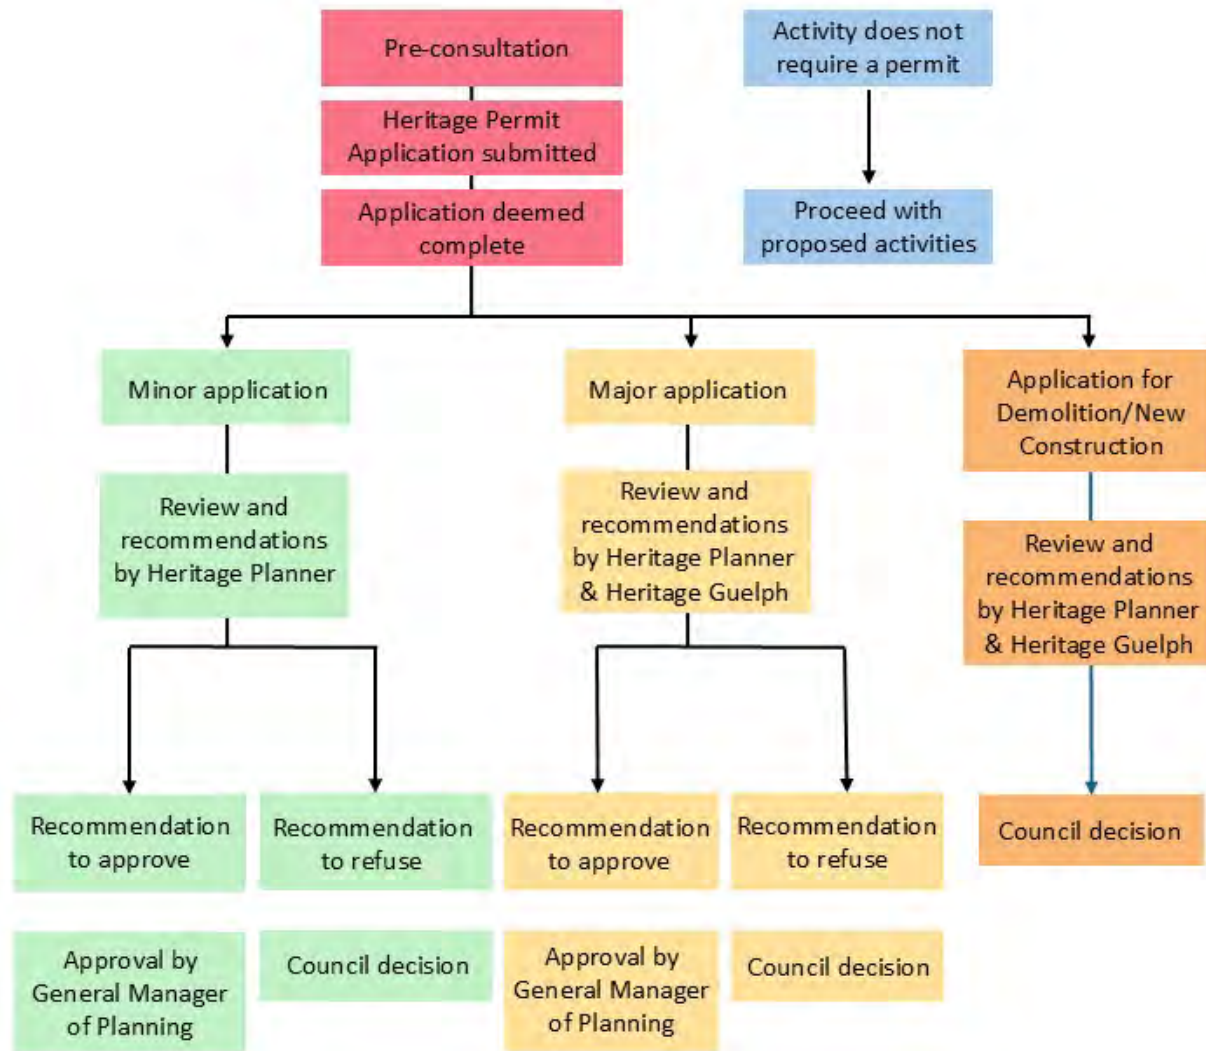 Pre-consultation
Activity does not
require a permit
Heritage Permit
Application submitted
Application deemed
complete
Proceed with
proposed activities
Minor application
Major application
Application for
Demolition/New
Construction
Review and
recommendations
by Heritage Planner
Review and
recommendations
by Heritage Planner
& Heritage Guelph
Review and
recommendations
by Heritage Planner
& Heritage Guelph
Recommendation
to approve
Recommendation
to refuse
Recommendation
to approve
Recommendation
to refuse
Council decision
Approval by
General Manager
of Planning
Council decision
Approval by
General Manager
of Planning
Council decision